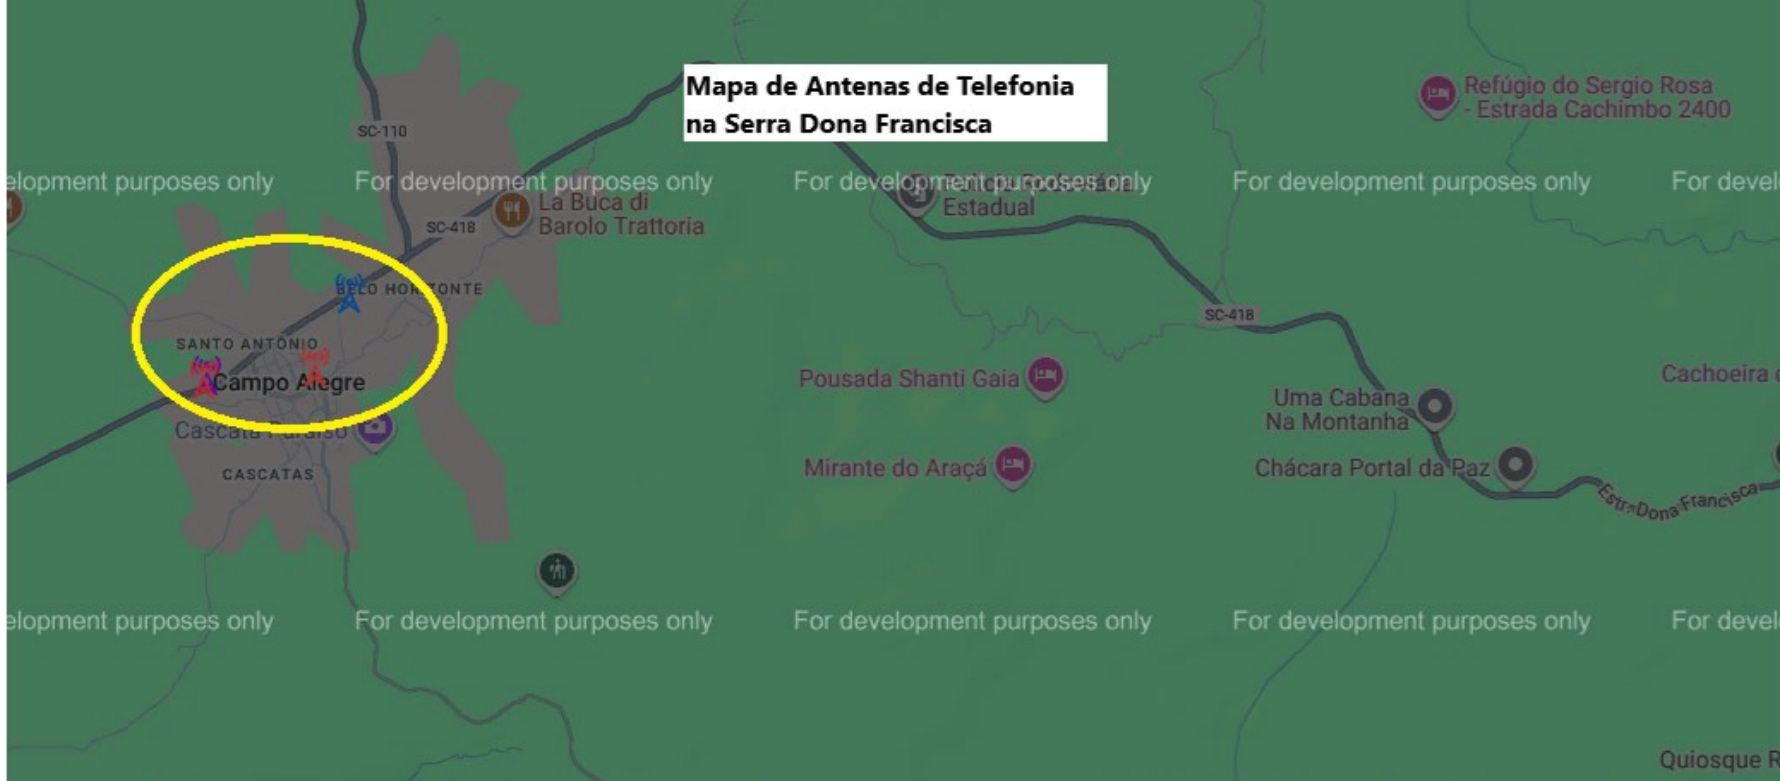 Mapa de Antenas de Telefonia
na Serra Dona Francisca
Refúgio do Sergio Rosa
- Estrada Cachimbo 2400
SC-110
elopment purposes only
For development purposes only
For development purposes only
For development purposes only
For devel
Estadual
La Buca di
Barolo Trattoria
SC-418
BELO HORIZONTE
SC-418
SANTO ANTÔNIO
Campo Alegre
Pousada Shanti Gaia
Cachoeira
Uma Cabana
Na Montanha
Cascata Paraíso
Mirante do Araçá
Chácara Portal da Paz
CASCATAS
Estr. Dona Francisca
elopment purposes only
For development purposes only
For development purposes only
For development purposes only
For devel
Quiosque R